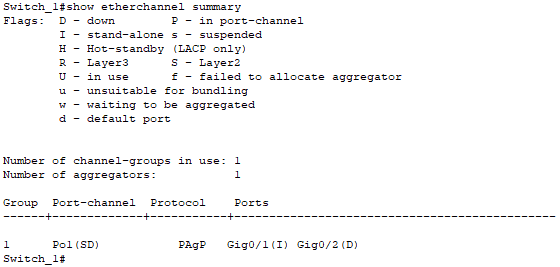 Switch_1#show etherchannel summary
Flags:  D - down        P - in port-channel
        I - stand-alone s - suspended
        H - Hot-standby (LACP only)
        R - Layer3      S - Layer2
        U - in use      f - failed to allocate aggregator
        u - unsuitable for bundling
        w - waiting to be aggregated
        d - default port
Number of channel-groups in use: 1
Number of aggregators:           1
Group  Port-channel  Protocol    Ports
------+-------------+-----------+----------------------------------------------
1      Po1(SD)           PAgP   Gig0/1(I) Gig0/2(D)
Switch_1#